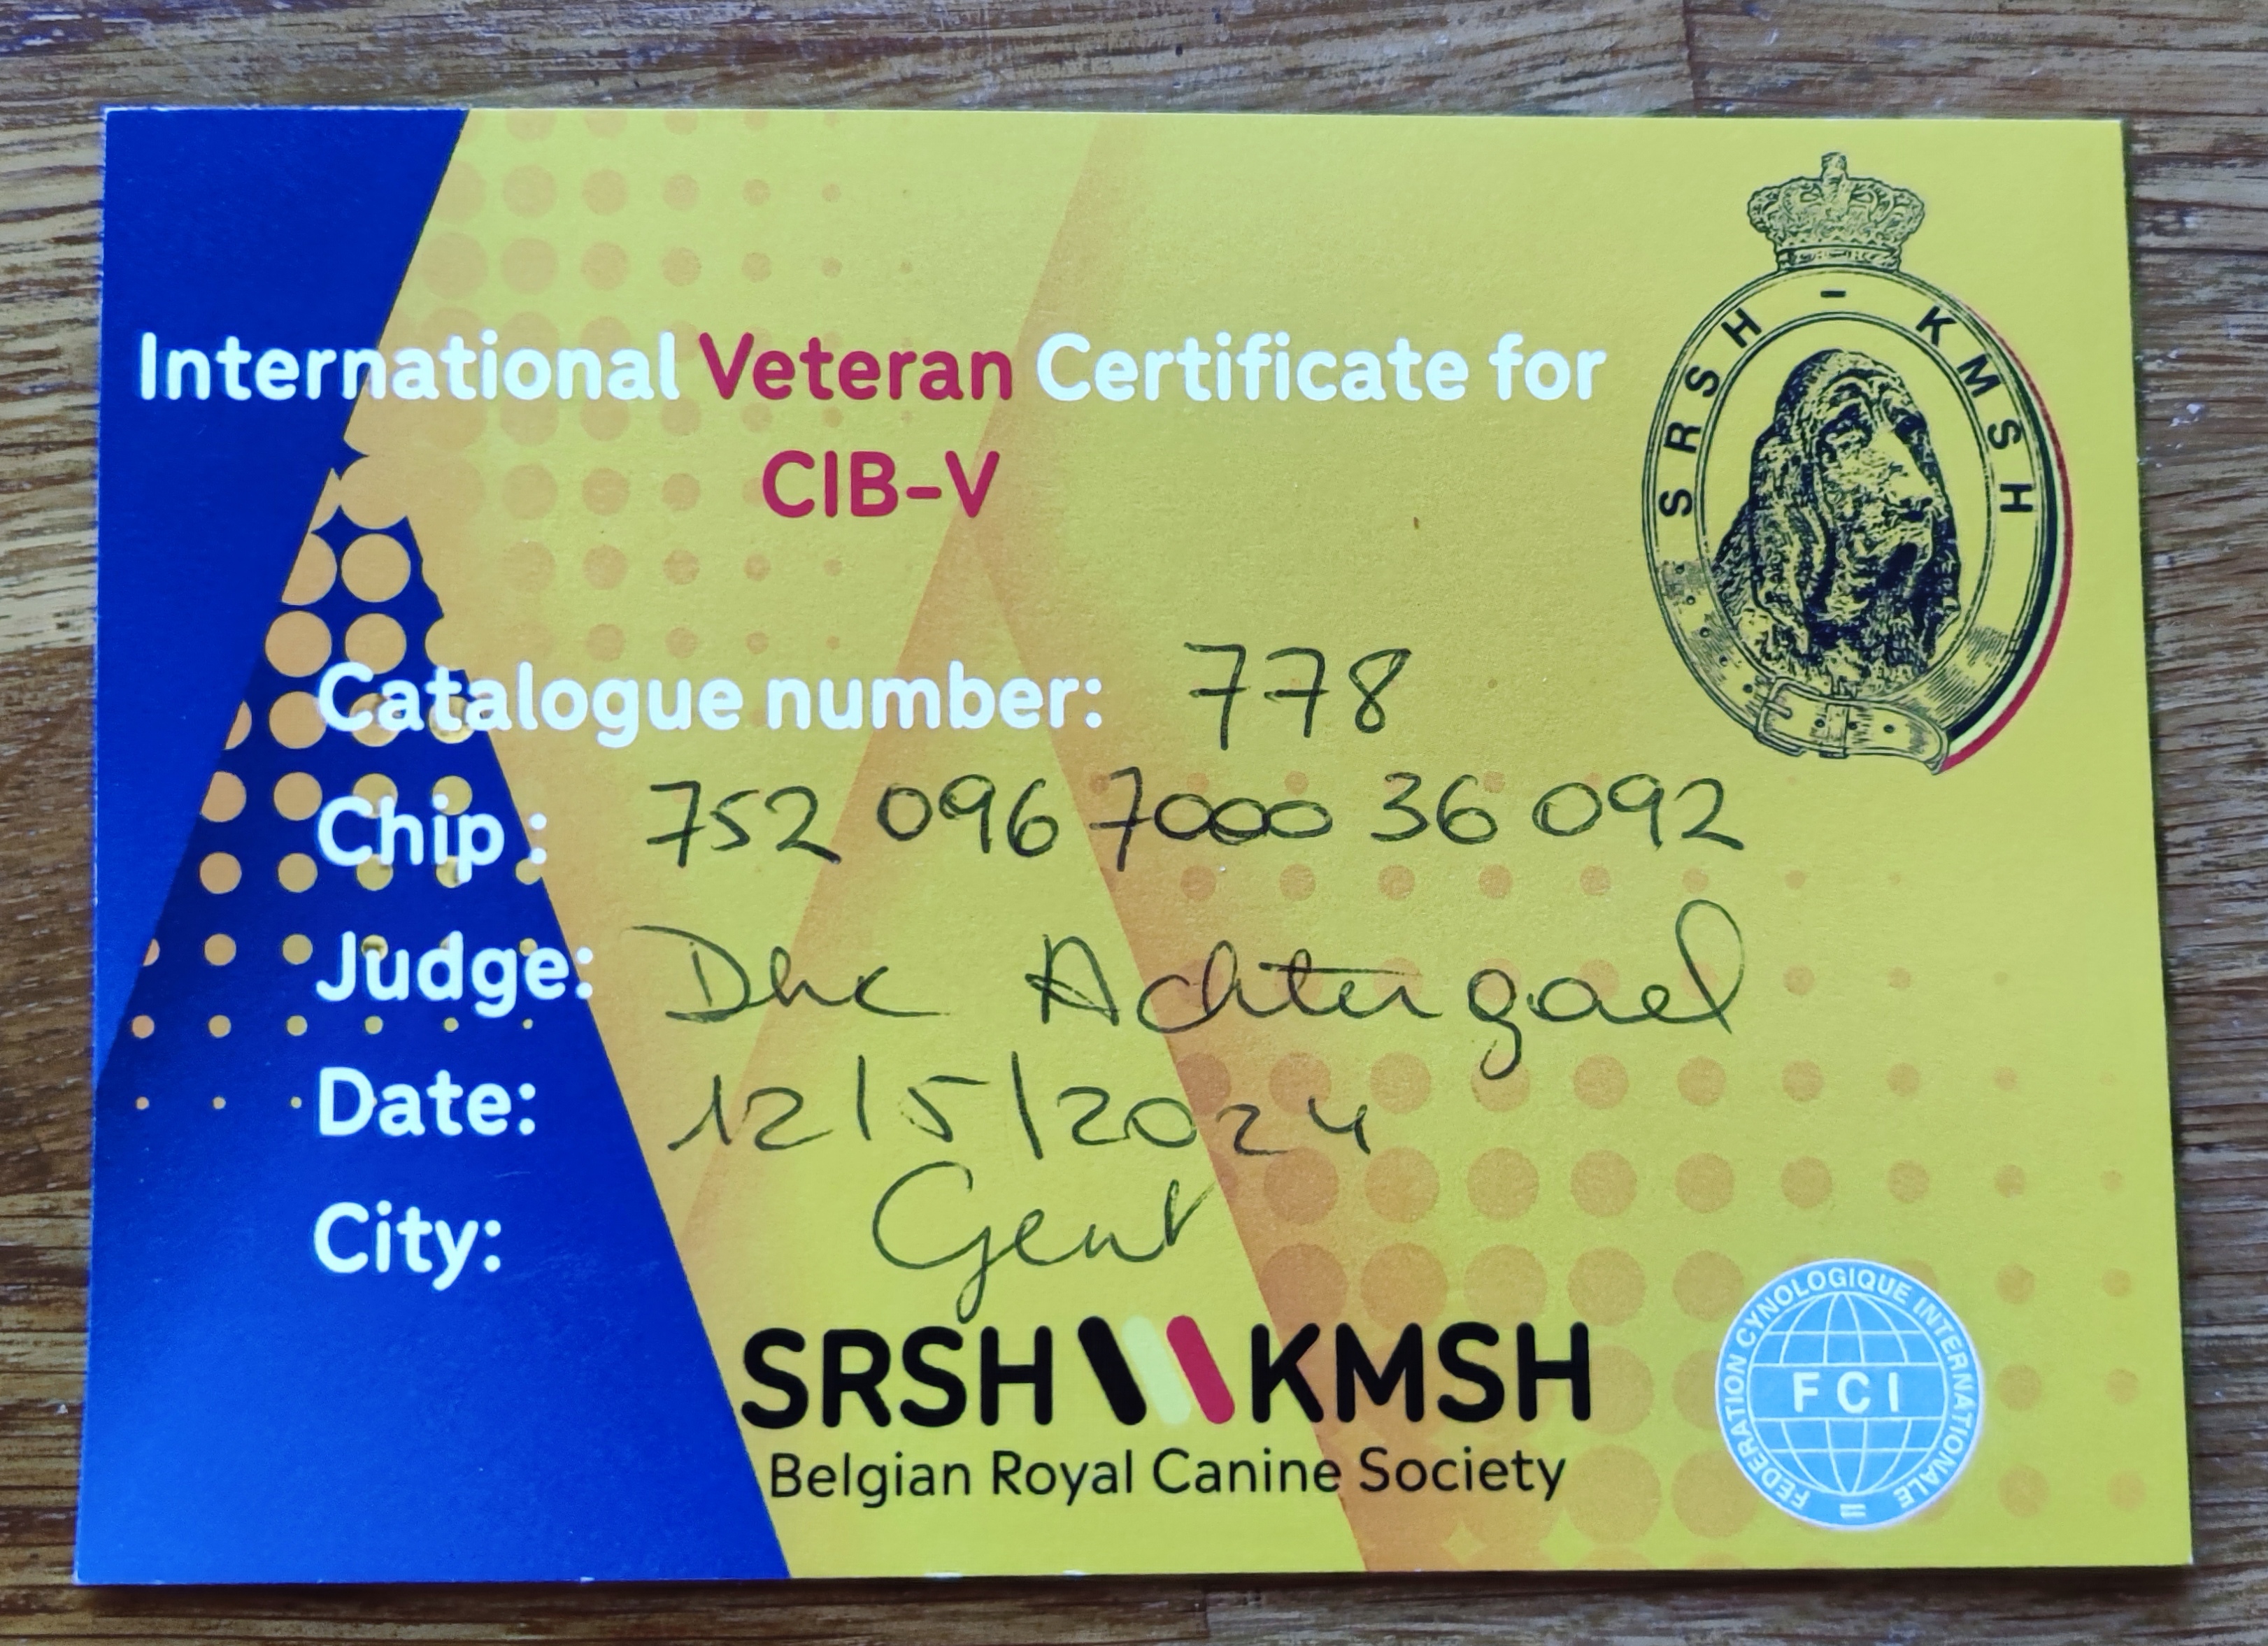 International Veteran Certificate for
CIB-V
SRSH - KMSH
Catalogue number: 778
Chip: 752 096 7000 36 092
Judge: Achtergael
Date: 12/5/2024
City: Gent
SRSH KMSH
Belgian Royal Canine Society
FEDERATION CYNOLOGIQUE INTERNATIONALE
FCI